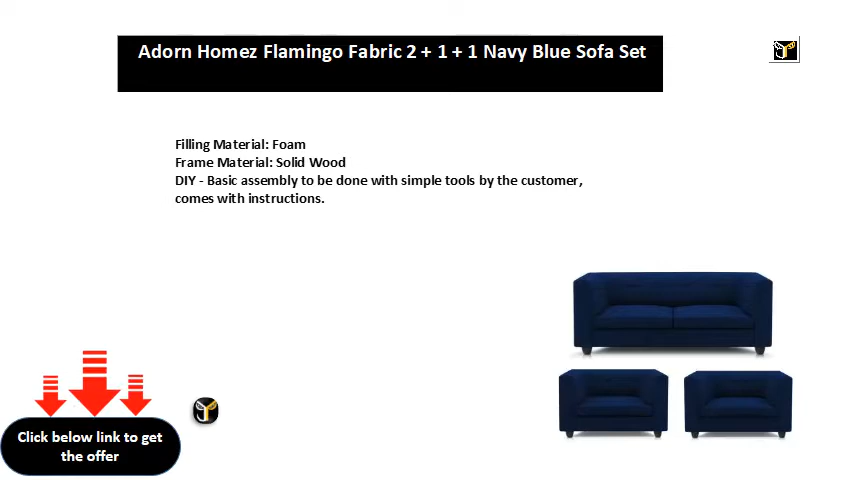 Adorn Homez Flamingo Fabric 2 + 1 + 1 Navy Blue Sofa Set
Filling Material: Foam
Frame Material: Solid Wood
DIY - Basic assembly to be done with simple tools by the customer,
comes with instructions.
Click below link to get
the offer